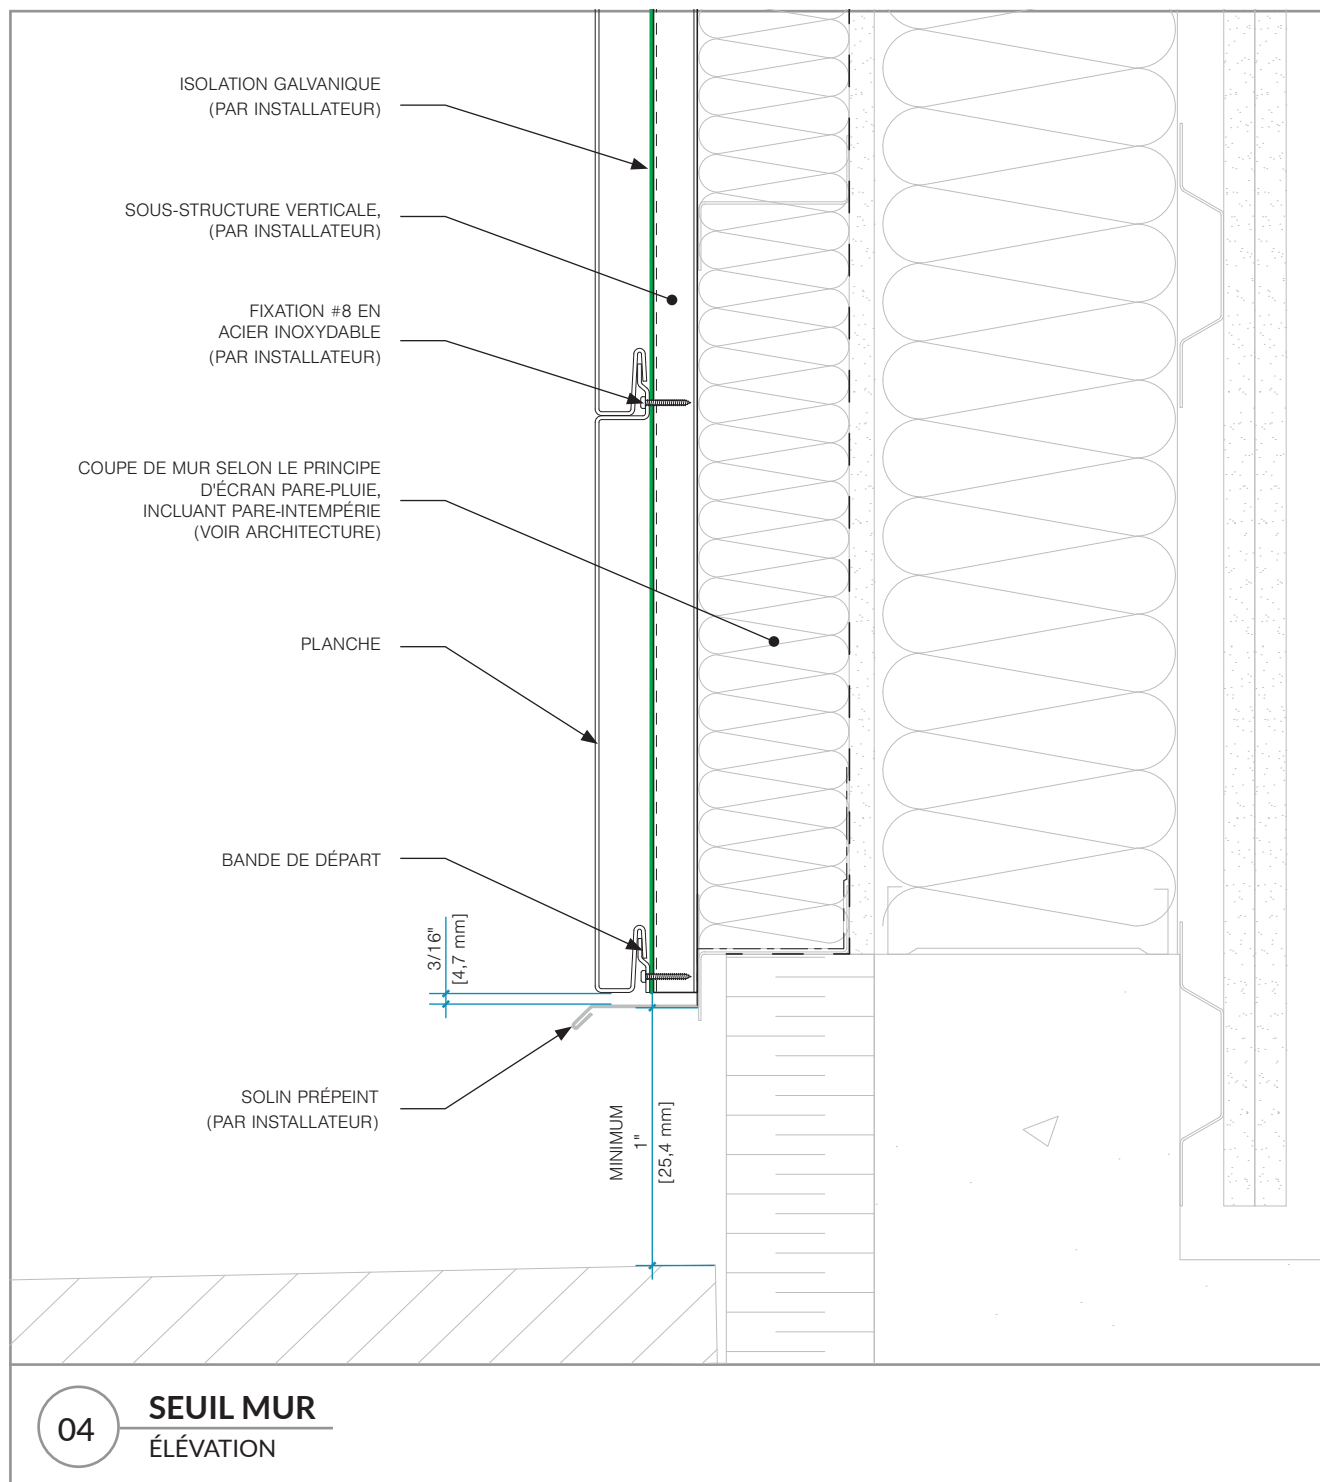 ISOLATION GALVANIQUE
(PAR INSTALLATEUR)
SOUS-STRUCTURE VERTICALE,
(PAR INSTALLATEUR)
FIXATION #8 EN
ACIER INOXYDABLE
(PAR INSTALLATEUR)
COUPE DE MUR SELON LE PRINCIPE
D'ÉCRAN PARE-PLUIE,
INCLUANT PARE-INTEMPÉRIE
(VOIR ARCHITECTURE)
PLANCHE
BANDE DE DÉPART
3/16"
[4,7 mm]
SOLIN PRÉPEINT
(PAR INSTALLATEUR)
MINIMUM
1"
[25,4 mm]
04
SEUIL MUR
ÉLÉVATION